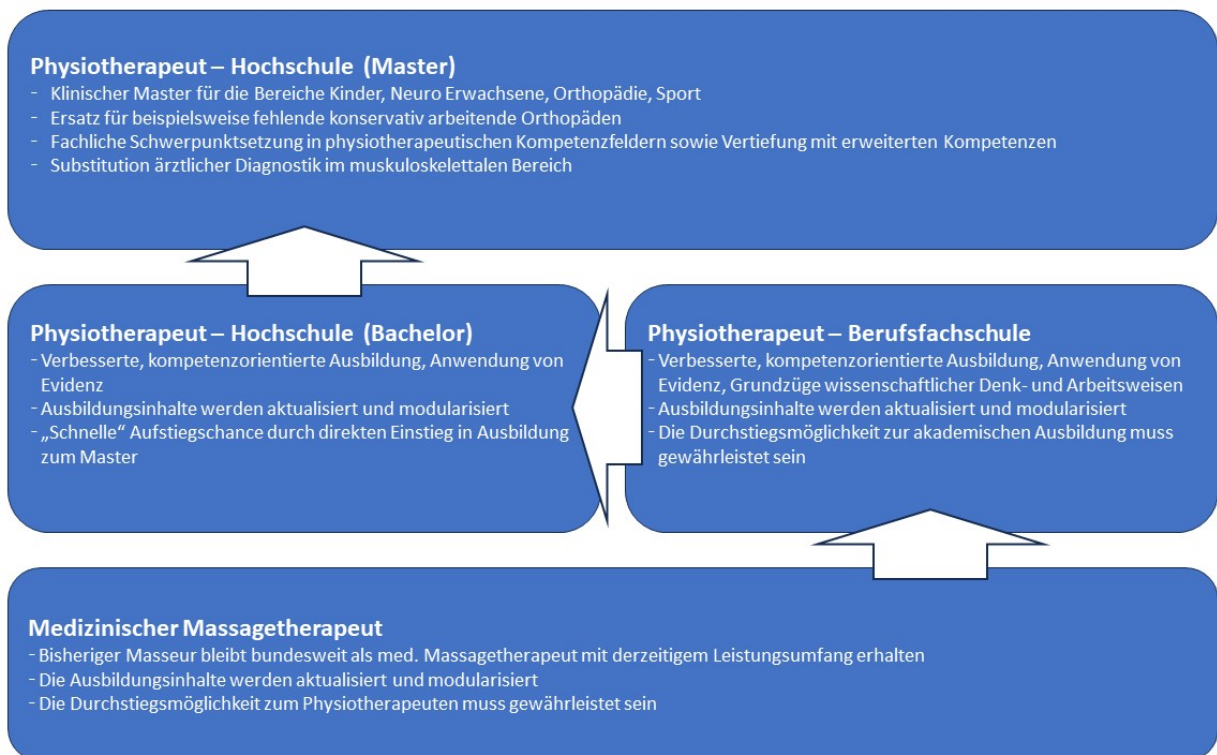 Physiotherapeut – Hochschule (Master)
- Klinischer Master für die Bereiche Kinder, Neuro Erwachsene, Orthopädie, Sport
- Ersatz für beispielsweise fehlende konservativ arbeitende Orthopäden
- Fachliche Schwerpunktsetzung in physiotherapeutischen Kompetenzfeldern sowie Vertiefung mit erweiterten Kompetenzen
- Substitution ärztlicher Diagnostik im muskuloskelettalen Bereich
Physiotherapeut – Hochschule (Bachelor)
- Verbesserte, kompetenzorientierte Ausbildung, Anwendung von
Evidenz
- Ausbildungsinhalte werden aktualisiert und modularisiert
- „Schnelle“ Aufstiegschance durch direkten Einstieg in Ausbildung
zum Master
Physiotherapeut – Berufsfachschule
- Verbesserte, kompetenzorientierte Ausbildung, Anwendung von
Evidenz, Grundzüge wissenschaftlicher Denk- und Arbeitsweisen
- Ausbildungsinhalte werden aktualisiert und modularisiert
- Die Durchstiegsmöglichkeit zur akademischen Ausbildung muss
gewährleistet sein
Medizinischer Massagetherapeut
- Bisheriger Masseur bleibt bundesweit als med. Massagetherapeut mit derzeitigem Leistungsumfang erhalten
- Die Ausbildungsinhalte werden aktualisiert und modularisiert
- Die Durchstiegsmöglichkeit zum Physiotherapeuten muss gewährleistet sein